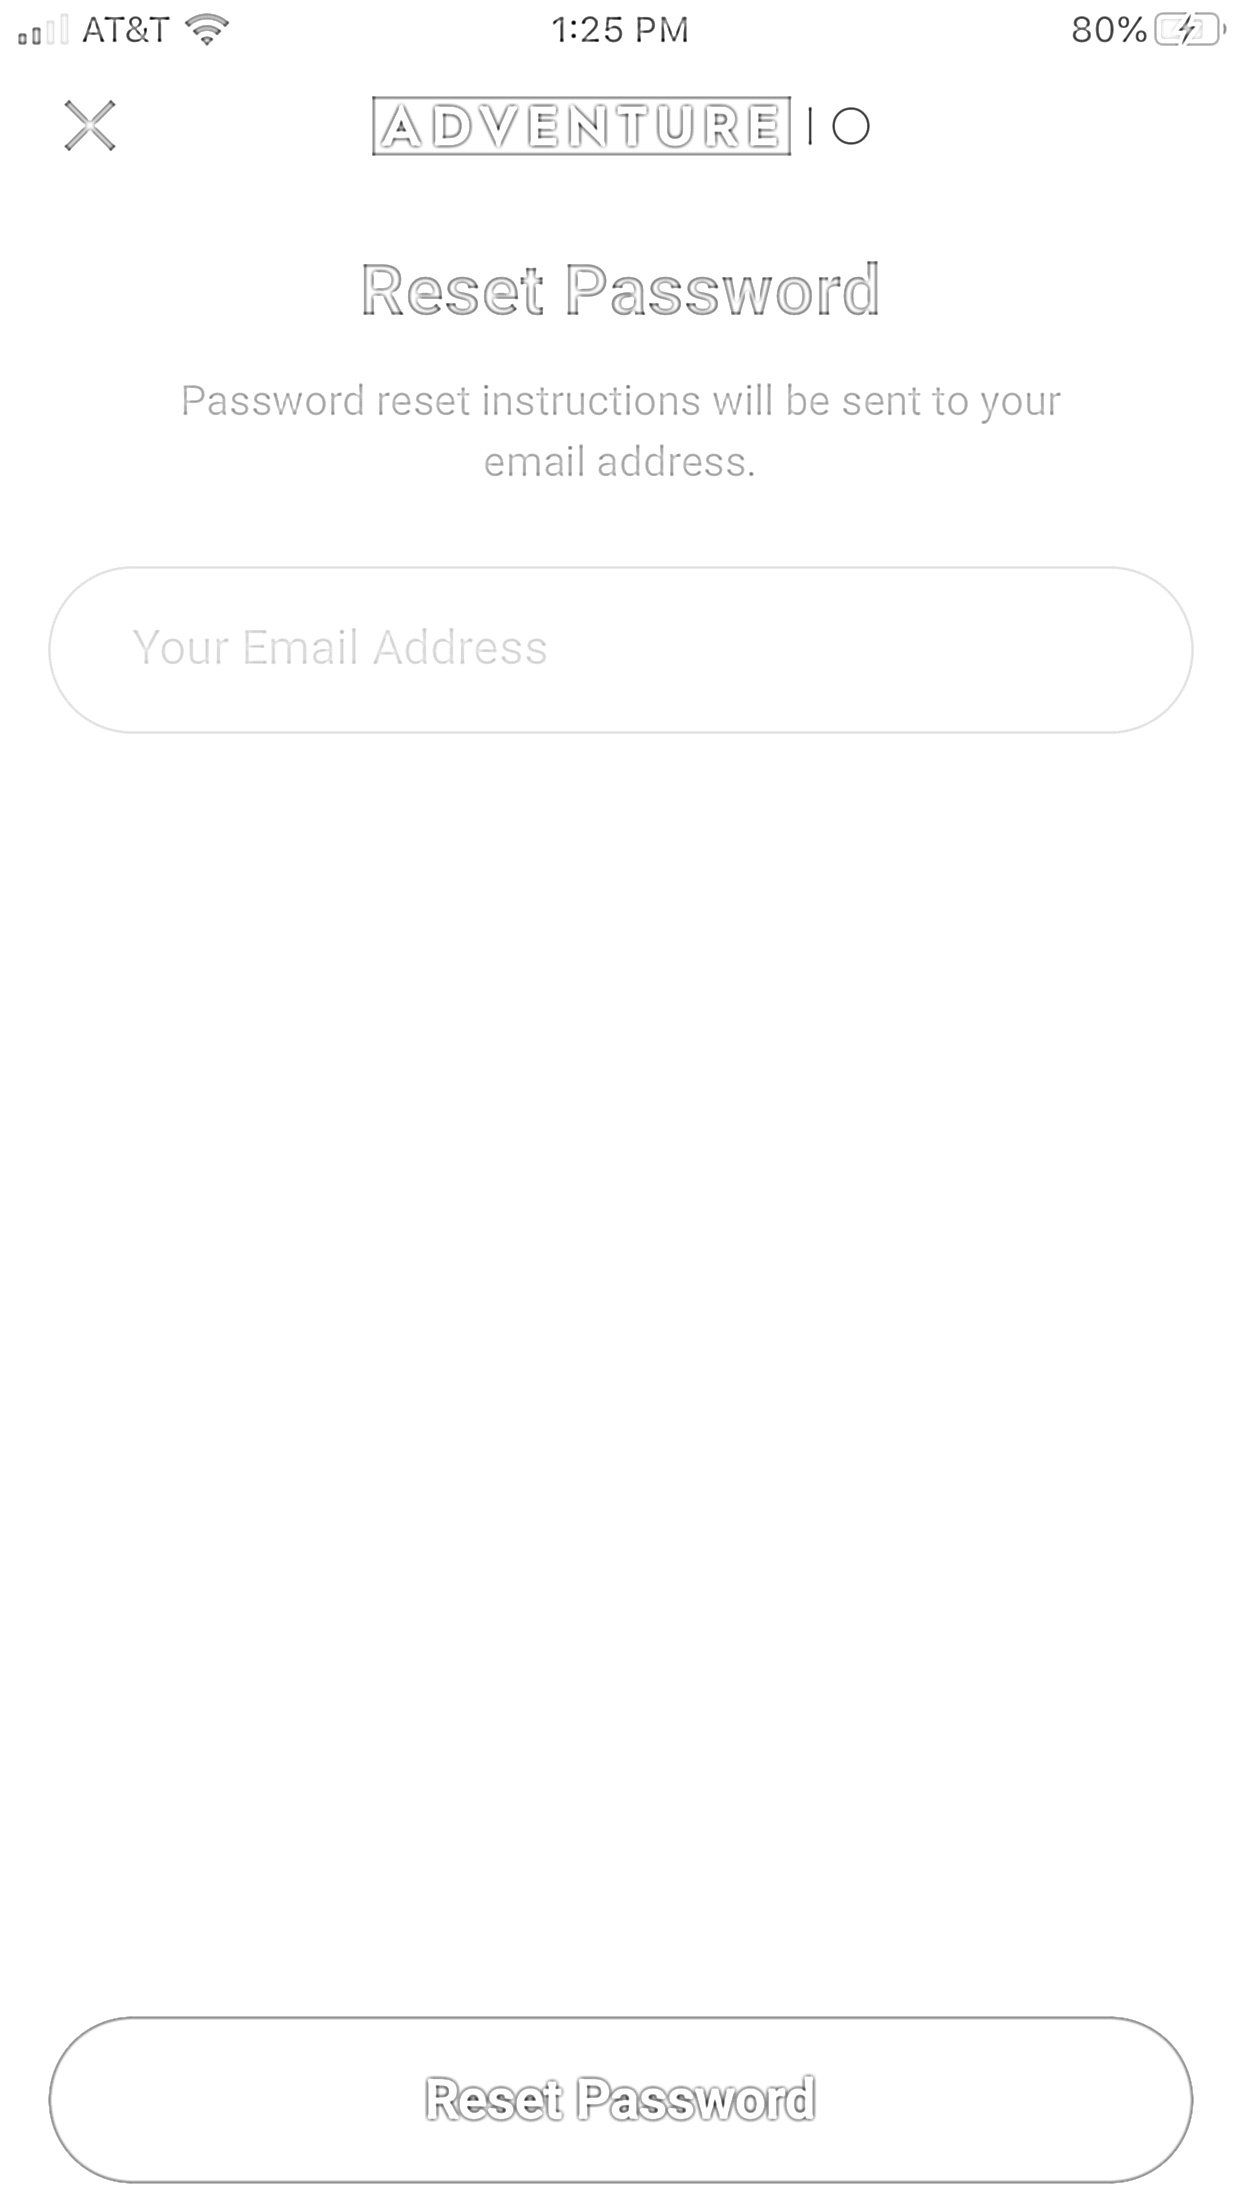 AT&T 1:25 PM 80%
ADVENTURE | O
Reset Password
Password reset instructions will be sent to your
email address.
Your Email Address
Reset Password